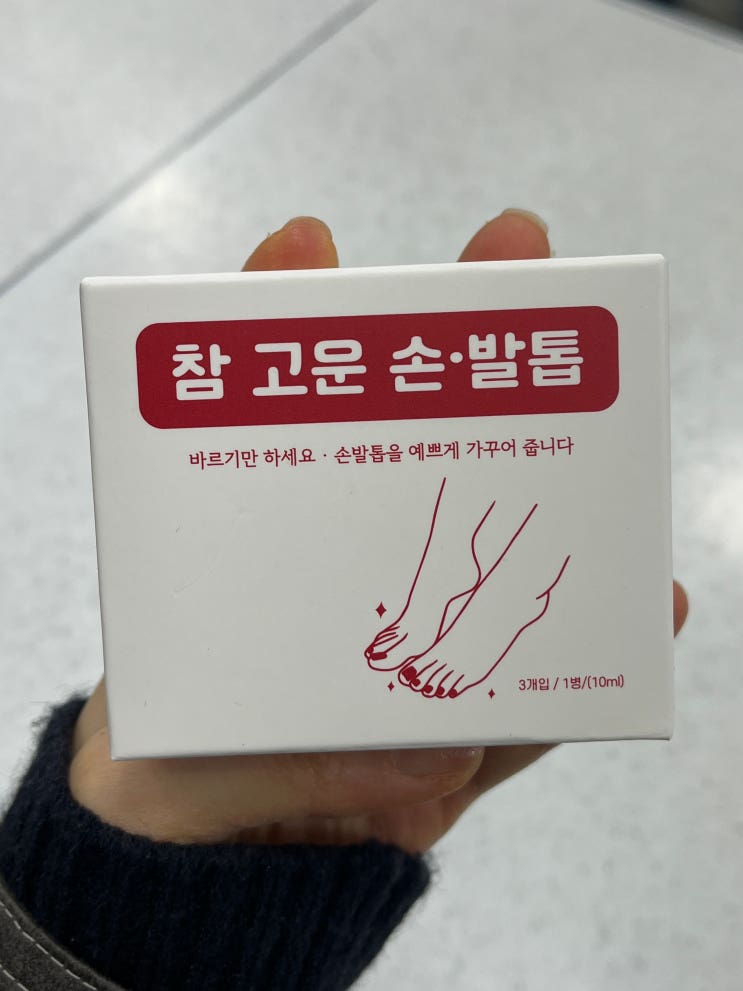 참 고운 손·발톱
바르기만 하세요 · 손발톱을 예쁘게 가꾸어 줍니다
3개입 / 1병/(10ml)